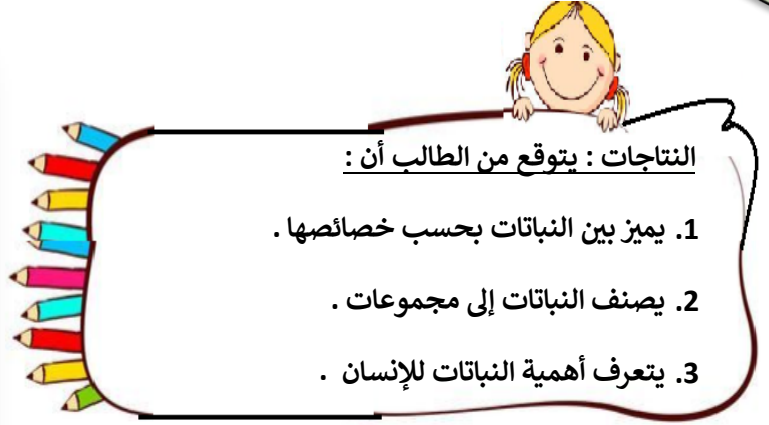 النتاجات : يتوقع من الطالب أن :
1. يميز بين النباتات بحسب خصائصها .
2. يصنف النباتات إلى مجموعات .
3. يتعرف أهمية النباتات للإنسان .